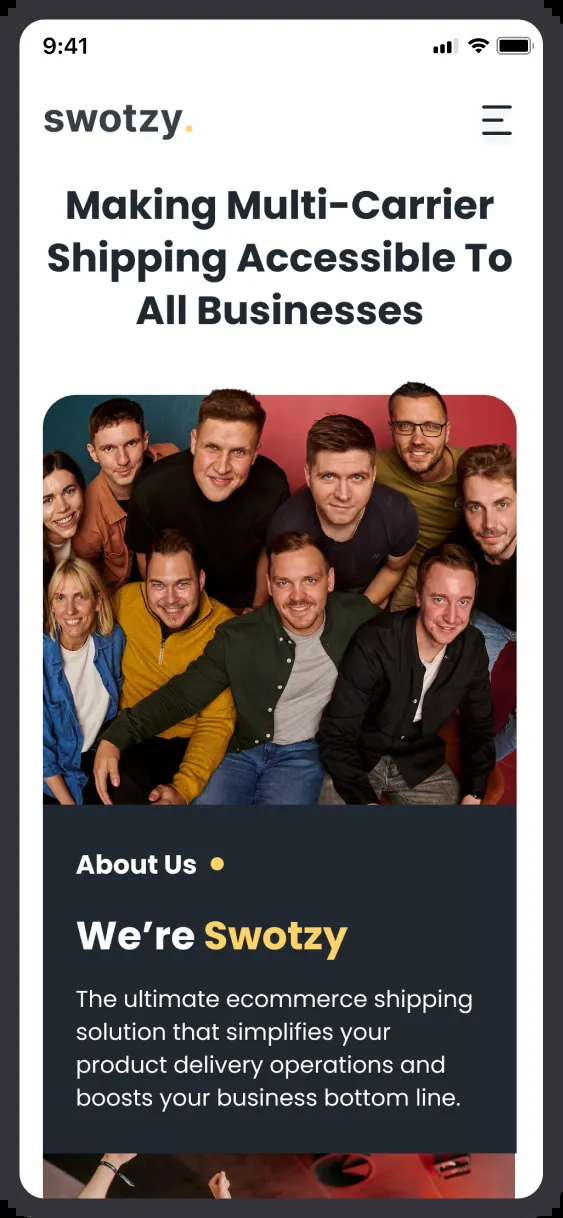 9:41
swotzy.
Making Multi-Carrier
Shipping Accessible To
All Businesses
About Us
We’re Swotzy
The ultimate ecommerce shipping
solution that simplifies your
product delivery operations and
boosts your business bottom line.